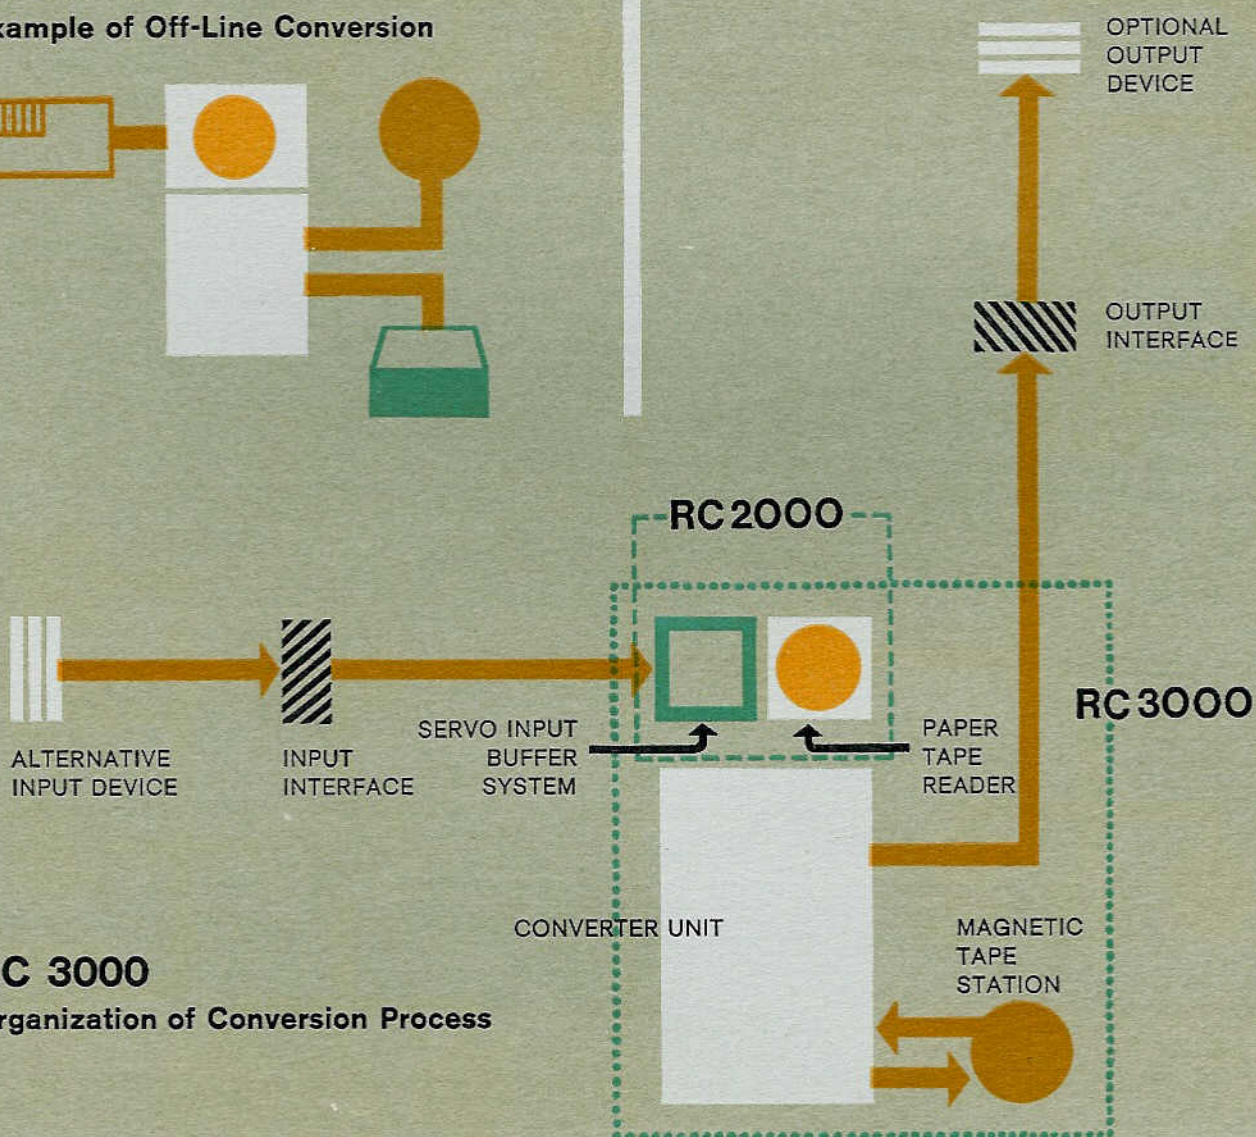 xample of Off-Line Conversion
OPTIONAL
OUTPUT
DEVICE
OUTPUT
INTERFACE
RC2000
RC3000
ALTERNATIVE
INPUT DEVICE
INPUT
INTERFACE
SERVO INPUT
BUFFER
SYSTEM
PAPER
TAPE
READER
CONVERTER UNIT
MAGNETIC
TAPE
STATION
C 3000
rganization of Conversion Process